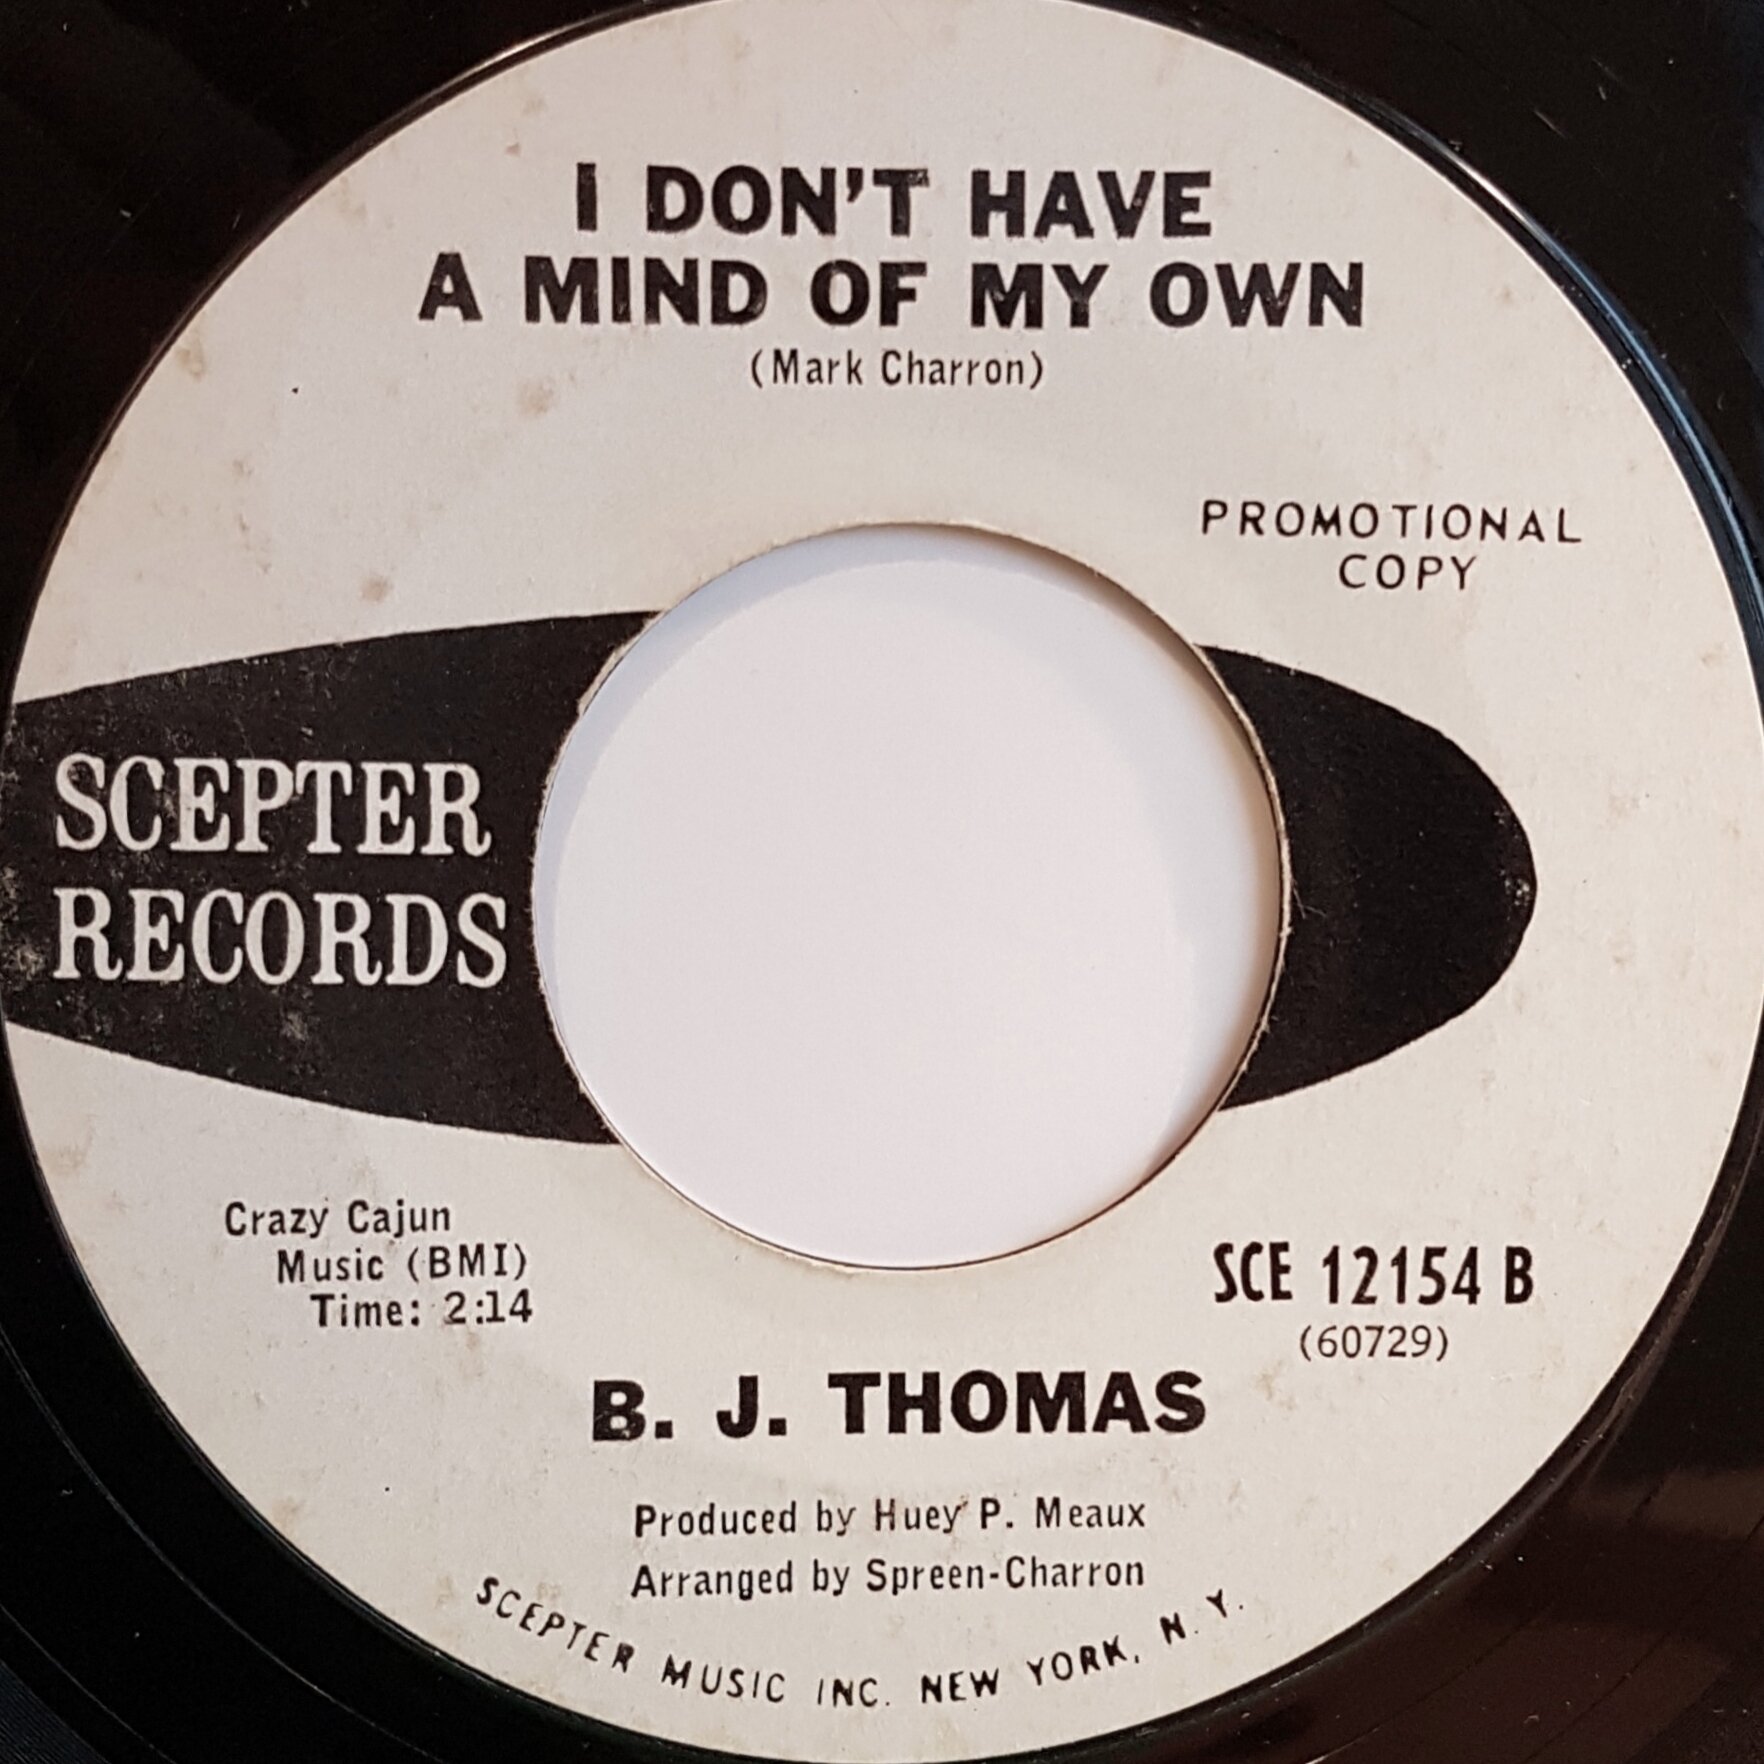 I DON'T HAVE
A MIND OF MY OWN
(Mark Charron)
PROMOTIONAL
COPY
SCEPTER
RECORDS
Crazy Cajun
Music (BMI)
Time: 2:14
SCE 12154 B
(60729)
B. J. THOMAS
Produced by Huey P. Meaux
Arranged by Spreen-Charron
SCEPTER MUSIC INC. NEW YORK, N. Y.